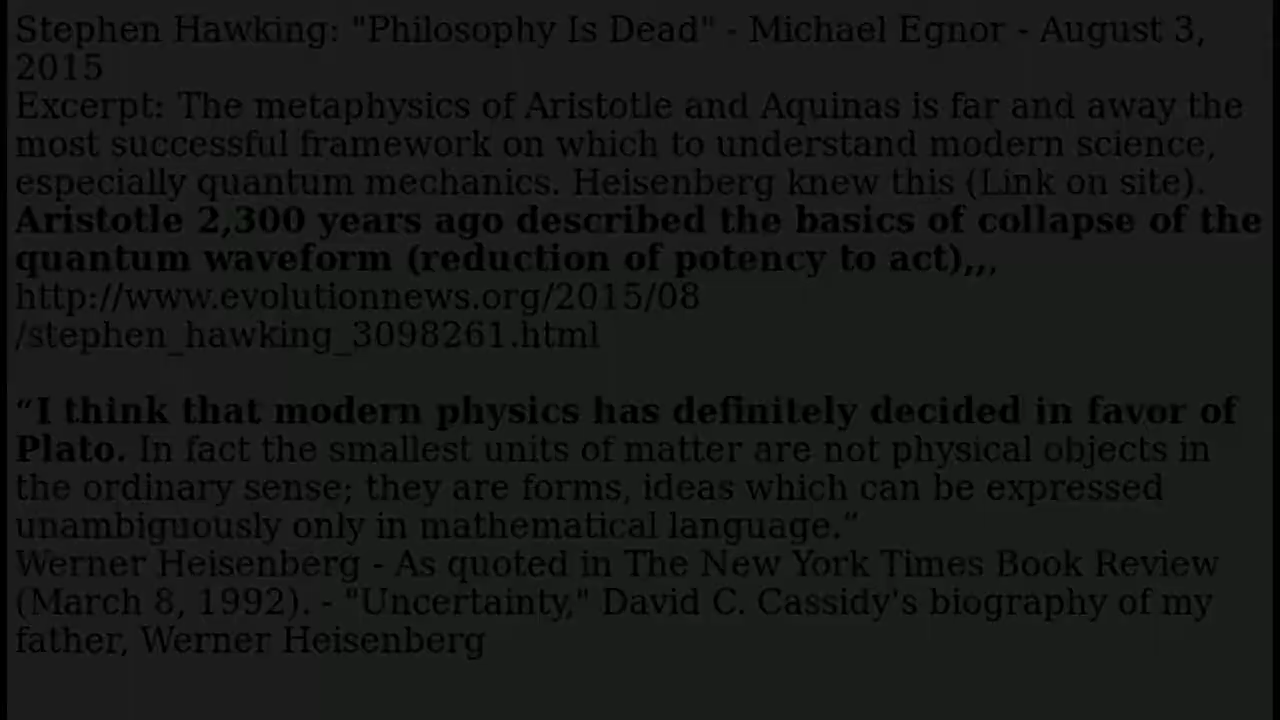 Stephen Hawking: "Philosophy Is Dead" - Michael Egnor - August 3,
2015
Excerpt: The metaphysics of Aristotle and Aquinas is far and away the
most successful framework on which to understand modern science,
especially quantum mechanics. Heisenberg knew this (Link on site).
Aristotle 2,300 years ago described the basics of collapse of the
quantum waveform (reduction of potency to act),,,
http://www.evolutionnews.org/2015/08
/stephen_hawking_3098261.html
“I think that modern physics has definitely decided in favor of
Plato. In fact the smallest units of matter are not physical objects in
the ordinary sense; they are forms, ideas which can be expressed
unambiguously only in mathematical language.”
Werner Heisenberg - As quoted in The New York Times Book Review
(March 8, 1992). - "Uncertainty," David C. Cassidy's biography of my
father, Werner Heisenberg